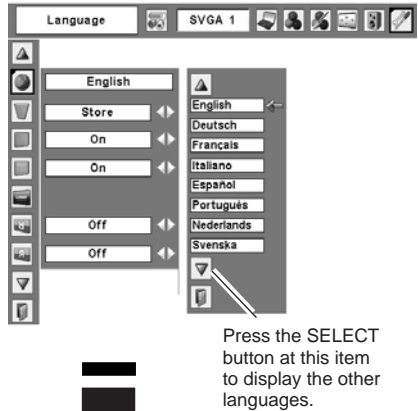 Language
SVGA 1
English
Store
On
On
Off
Off
English
Deutsch
Français
Italiano
Español
Português
Nederlands
Svenska
Press the SELECT
button at this item
to display the other
languages.